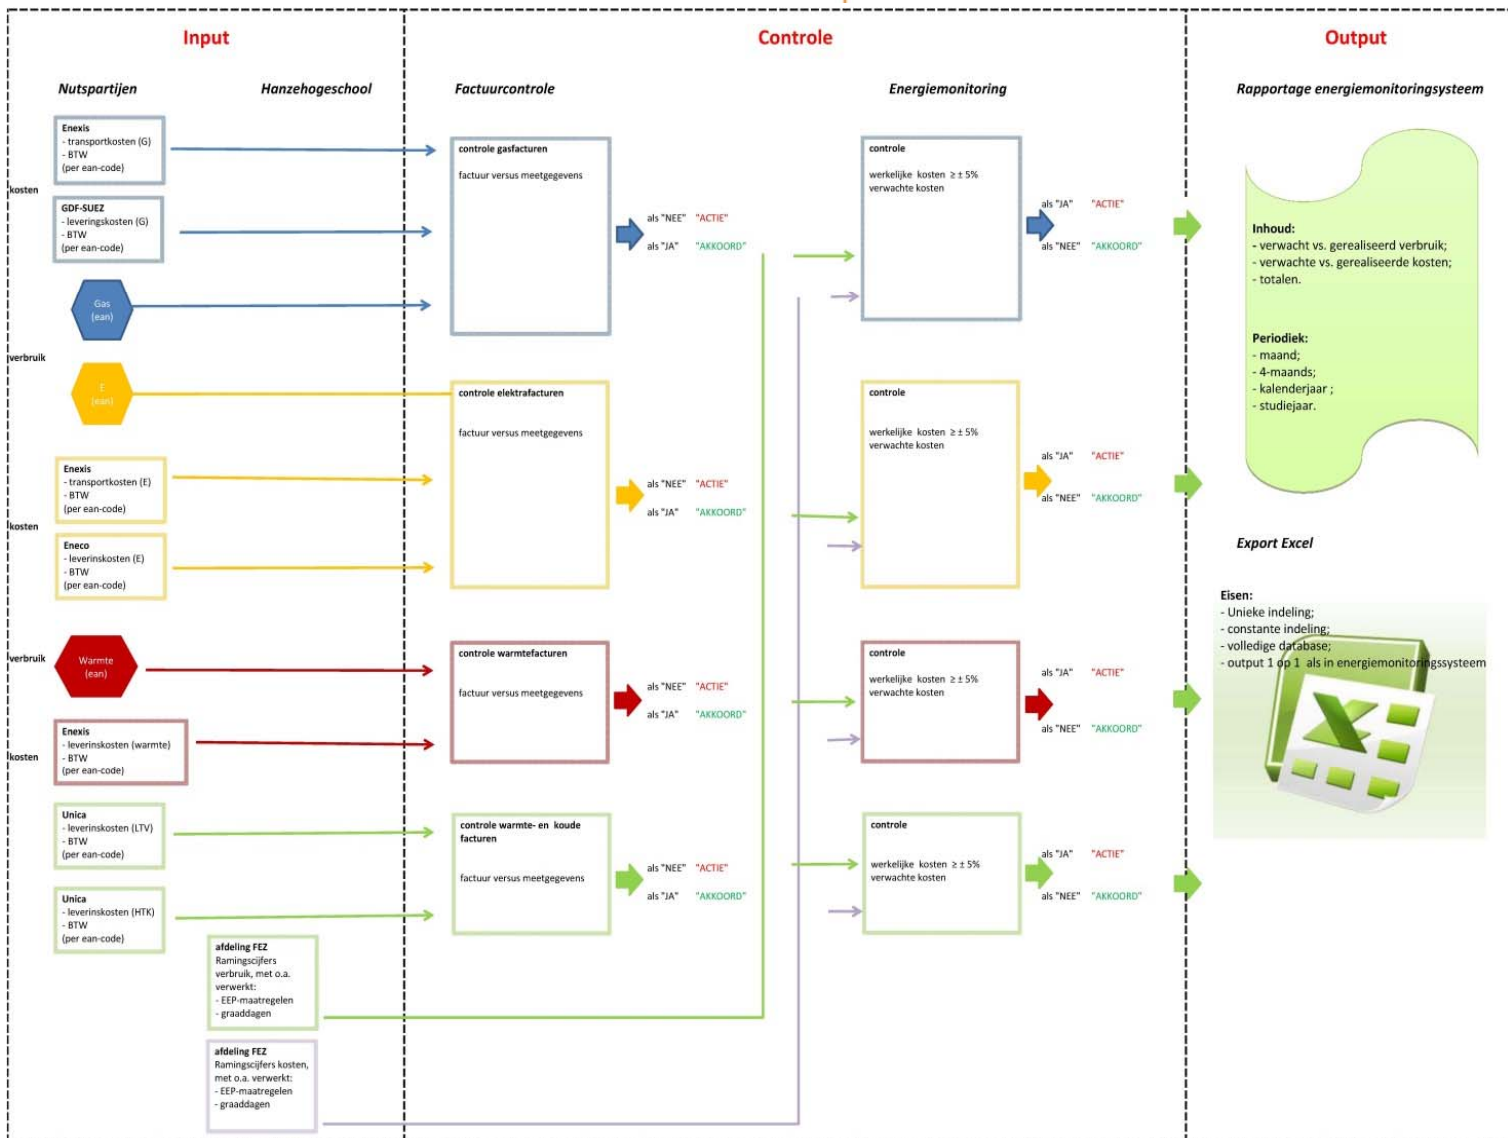 Input
Controle
Output
Nutspartijen
Hanzehogeschool
Factuurcontrole
Energiemonitoring
Rapportage energiemonitoringsysteem
Enexis
- transportkosten (G)
- BTW
(per ean-code)
kosten
GDF-SUEZ
- leveringskosten (G)
- BTW
(per ean-code)
Gas
(ean)
verbruik
E
(ean)
Enexis
- transportkosten (E)
- BTW
(per ean-code)
kosten
Eneco
- leverinskosten (E)
- BTW
(per ean-code)
verbruik
Warmte
(ean)
Enexis
- leverinskosten (warmte)
- BTW
(per ean-code)
kosten
Unica
- leverinskosten (LTV)
- BTW
(per ean-code)
Unica
- leverinskosten (HTK)
- BTW
(per ean-code)
afdeling FEZ
Ramingscijfers
verbruik, met o.a.
verwerkt:
- EEP-maatregelen
- graaddagen
afdeling FEZ
Ramingscijfers kosten,
met o.a. verwerkt:
- EEP-maatregelen
- graaddagen
controle gasfacturen
factuur versus meetgegevens
als "NEE" "ACTIE"
als "JA" "AKKOORD"
controle elektrafacturen
factuur versus meetgegevens
als "NEE" "ACTIE"
als "JA" "AKKOORD"
controle warmtefacturen
factuur versus meetgegevens
als "NEE" "ACTIE"
als "JA" "AKKOORD"
controle warmte- en koude
facturen
factuur versus meetgegevens
als "NEE" "ACTIE"
als "JA" "AKKOORD"
controle
werkelijke kosten ≥ ± 5%
verwachte kosten
als "JA" "ACTIE"
als "NEE" "AKKOORD"
controle
werkelijke kosten ≥ ± 5%
verwachte kosten
als "JA" "ACTIE"
als "NEE" "AKKOORD"
controle
werkelijke kosten ≥ ± 5%
verwachte kosten
als "JA" "ACTIE"
als "NEE" "AKKOORD"
controle
werkelijke kosten ≥ ± 5%
verwachte kosten
als "JA" "ACTIE"
als "NEE" "AKKOORD"
Inhoud:
- verwacht vs. gerealiseerd verbruik;
- verwachte vs. gerealiseerde kosten;
- totalen.
Periodiek:
- maand;
- 4-maands;
- kalenderjaar ;
- studiejaar.
Export Excel
Eisen:
- Unieke indeling;
- constante indeling;
- volledige database;
- output 1 op 1 als in energiemonitoringssysteem